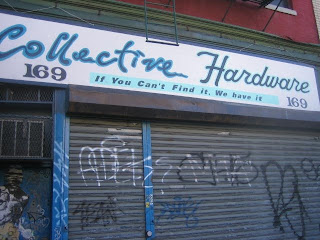 Collective Hardware
169 If You Can't Find it, We have it 169